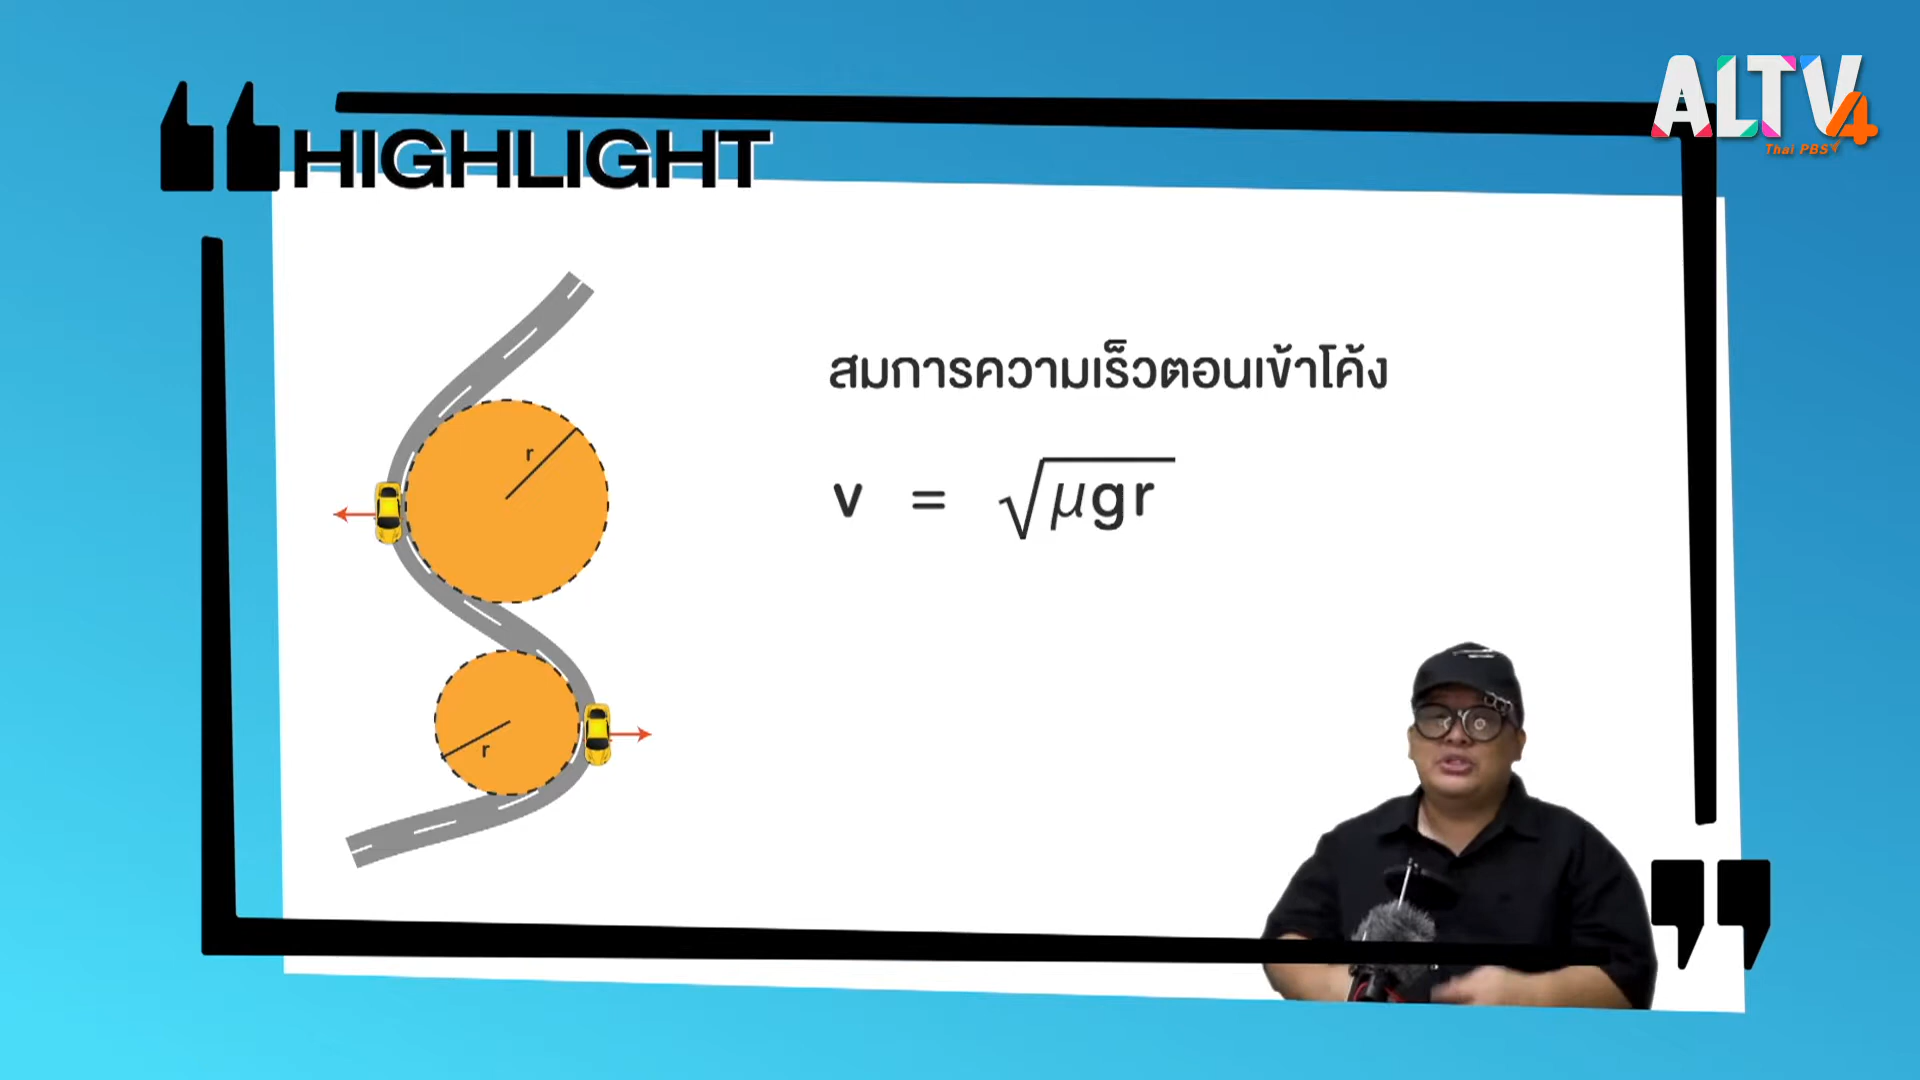 HIGHLIGHT
ALTV4
Thai PBS
สมการความเร็วตอนเข้าโค้ง
v = √μgr
r
r